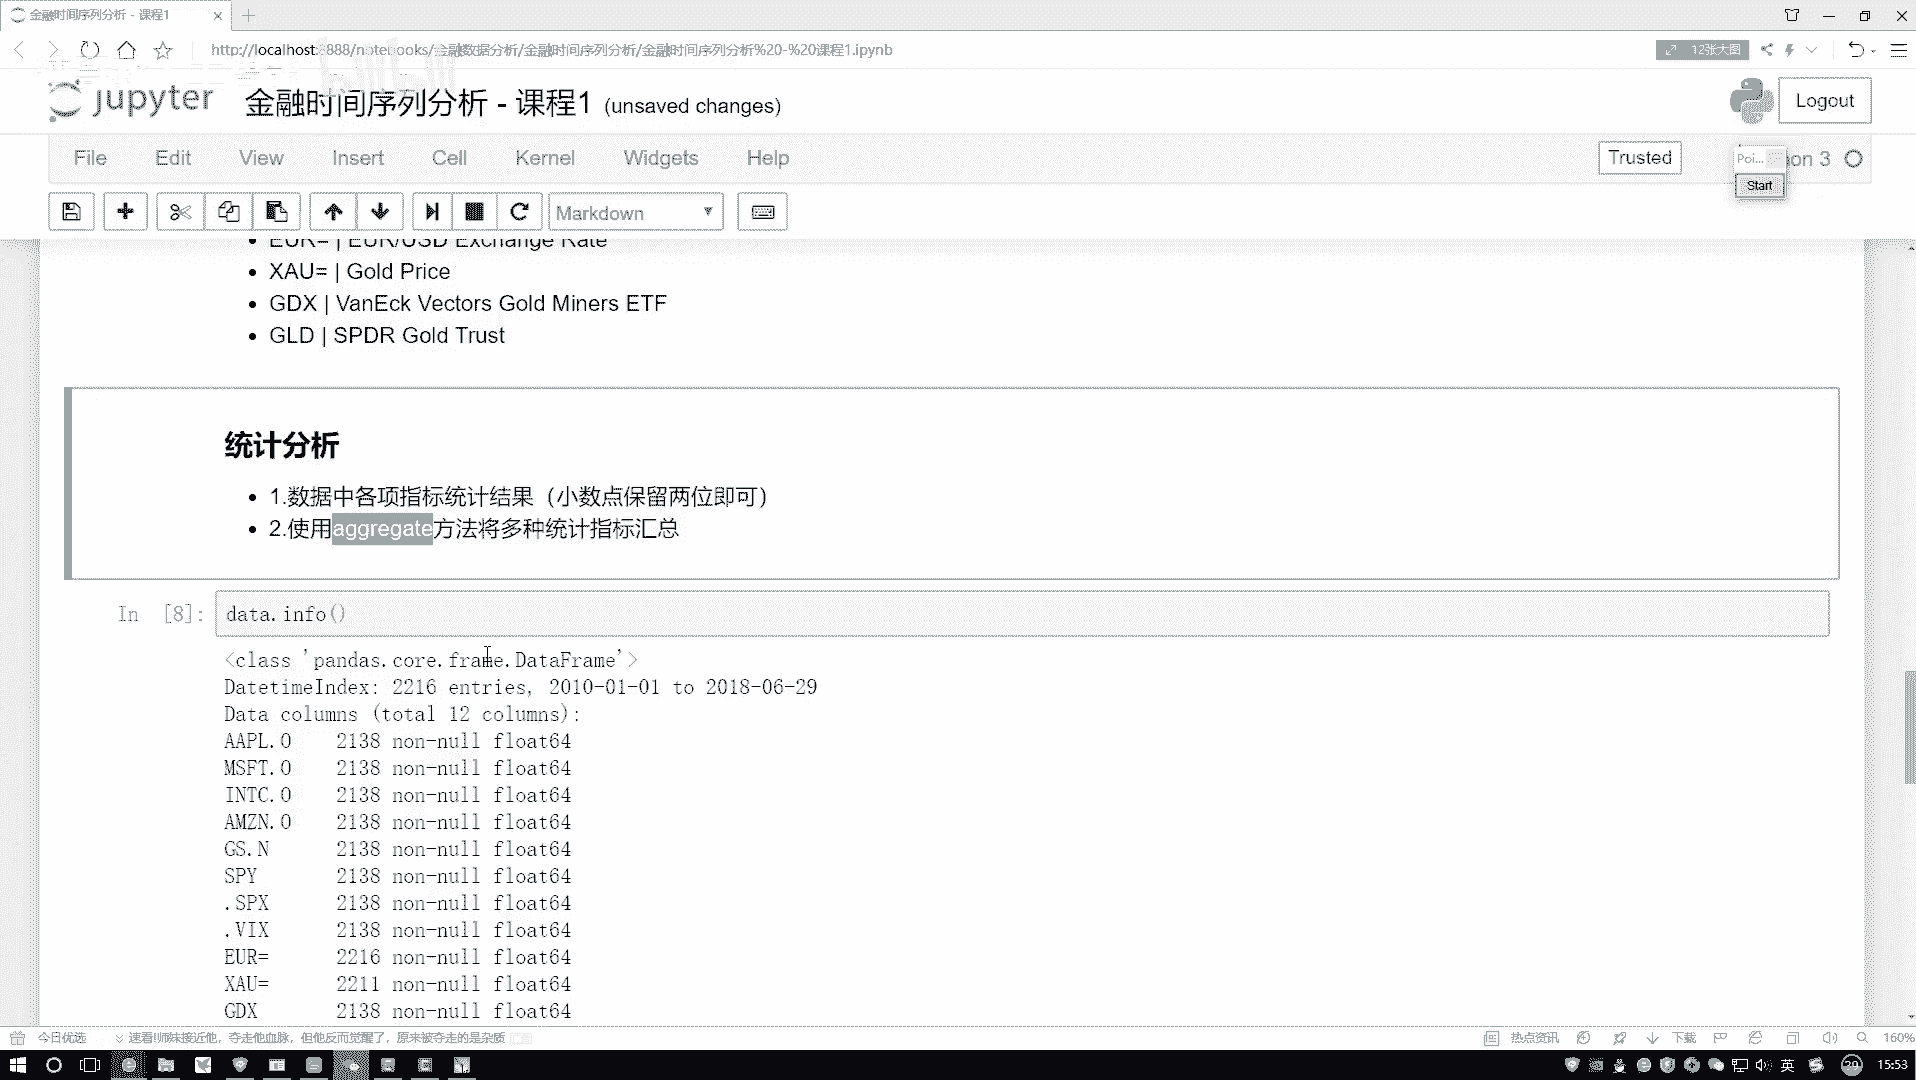 金融时间序列分析 - 课程1
http://localhost:8888/notebooks/金融数据分析/金融时间序列分析/金融时间序列分析%20-%20课程1.ipynb
12张大图
jupyter 金融时间序列分析 - 课程1 (unsaved changes)
Logout
File Edit View Insert Cell Kernel Widgets Help
Trusted
Poi...
on 3
Start
Markdown
EUR= | EUR/USD Exchange Rate
XAU= | Gold Price
GDX | VanEck Vectors Gold Miners ETF
GLD | SPDR Gold Trust
统计分析
1.数据中各项指标统计结果（小数点保留两位即可）
2.使用aggregate方法将多种统计指标汇总
In [8]: data.info()
<class 'pandas.core.frame.DataFrame'>
DatetimeIndex: 2216 entries, 2010-01-01 to 2018-06-29
Data columns (total 12 columns):
AAPL.O 2138 non-null float64
MSFT.O 2138 non-null float64
INTC.O 2138 non-null float64
AMZN.O 2138 non-null float64
GS.N 2138 non-null float64
SPY 2138 non-null float64
.SPX 2138 non-null float64
.VIX 2138 non-null float64
EUR= 2216 non-null float64
XAU= 2211 non-null float64
GDX 2138 non-null float64
今日优选
速看!师妹接近他，夺走他血脉，但他反而觉醒了，原来被夺走的是杂质
热点资讯
下载
160%
英
29
15:53